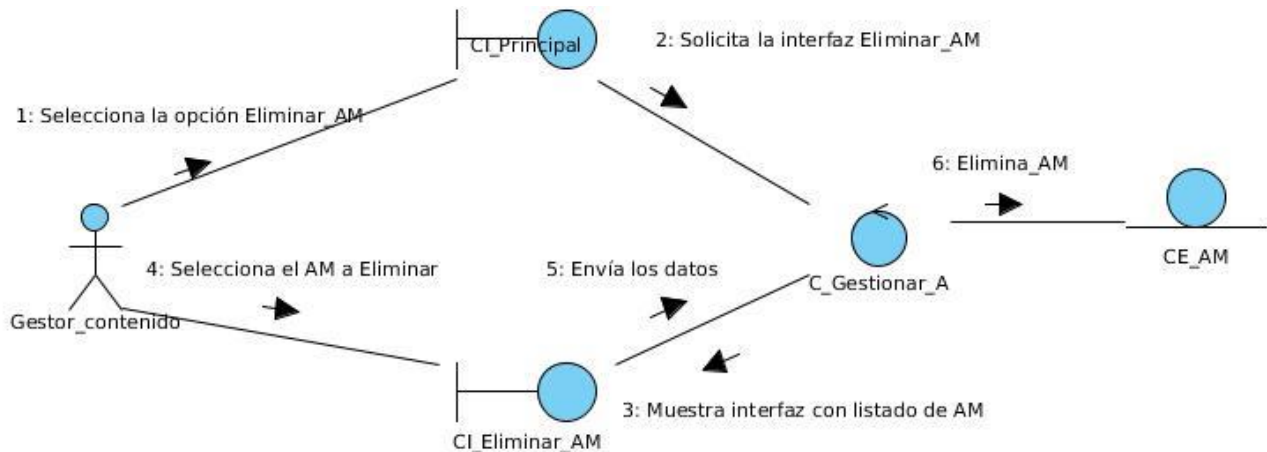 CI_Principal
2: Solicita la interfaz Eliminar_AM
1: Selecciona la opción Eliminar_AM
6: Elimina_AM
4: Selecciona el AM a Eliminar
5: Envía los datos
CE_AM
C_Gestionar_A
Gestor_contenido
3: Muestra interfaz con listado de AM
CI_Eliminar_AM